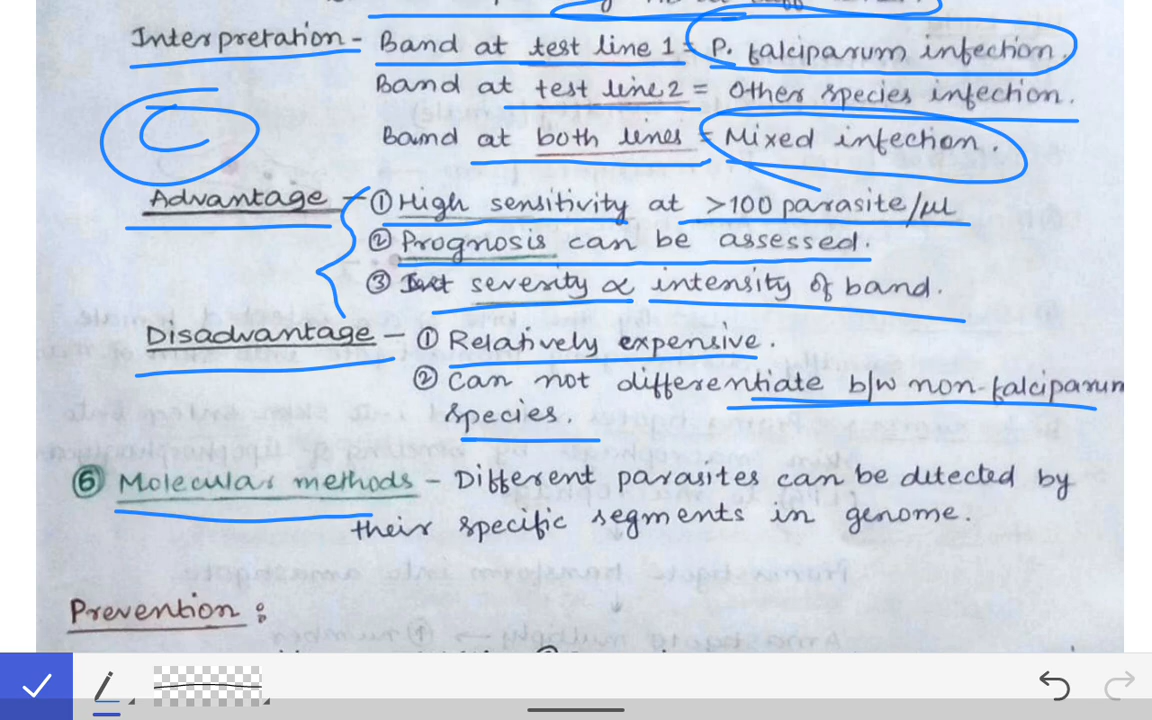 Interpretation - Band at test line 1 = P. falciparum infection.
Band at test line 2 = Other species infection.
Band at both lines = Mixed infection.
Advantage - ① High sensitivity at >100 parasite/μL
② Prognosis can be assessed.
③ severity ∝ intensity of band.
Disadvantage - ① Relatively expensive.
② Can not differentiate b/w non-falciparum
species.
⑥ Molecular methods - Different parasites can be detected by
their specific segments in genome.
Prevention :